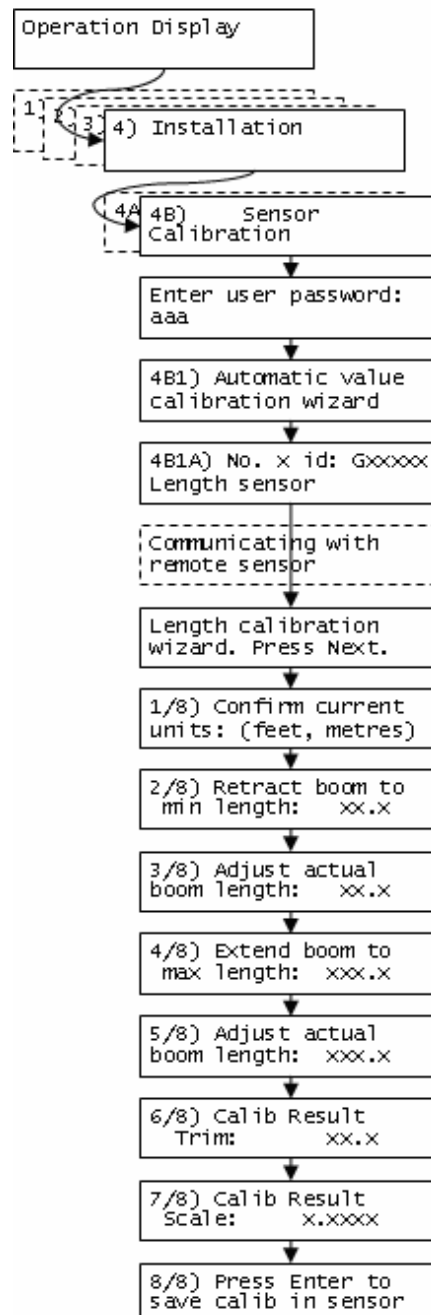 Operation Display
1)
2)
3)
4) Installation
4A
4B) Sensor
Calibration
Enter user password:
aaa
4B1) Automatic value
calibration wizard
4B1A) No. x id: Gxxxxx
Length sensor
Communicating with
remote sensor
Length calibration
wizard. Press Next.
1/8) Confirm current
units: (feet, metres)
2/8) Retract boom to
min length: xx.x
3/8) Adjust actual
boom length: xx.x
4/8) Extend boom to
max length: xxx.x
5/8) Adjust actual
boom length: xxx.x
6/8) Calib Result
Trim: xx.x
7/8) Calib Result
Scale: x.xxxx
8/8) Press Enter to
save calib in sensor